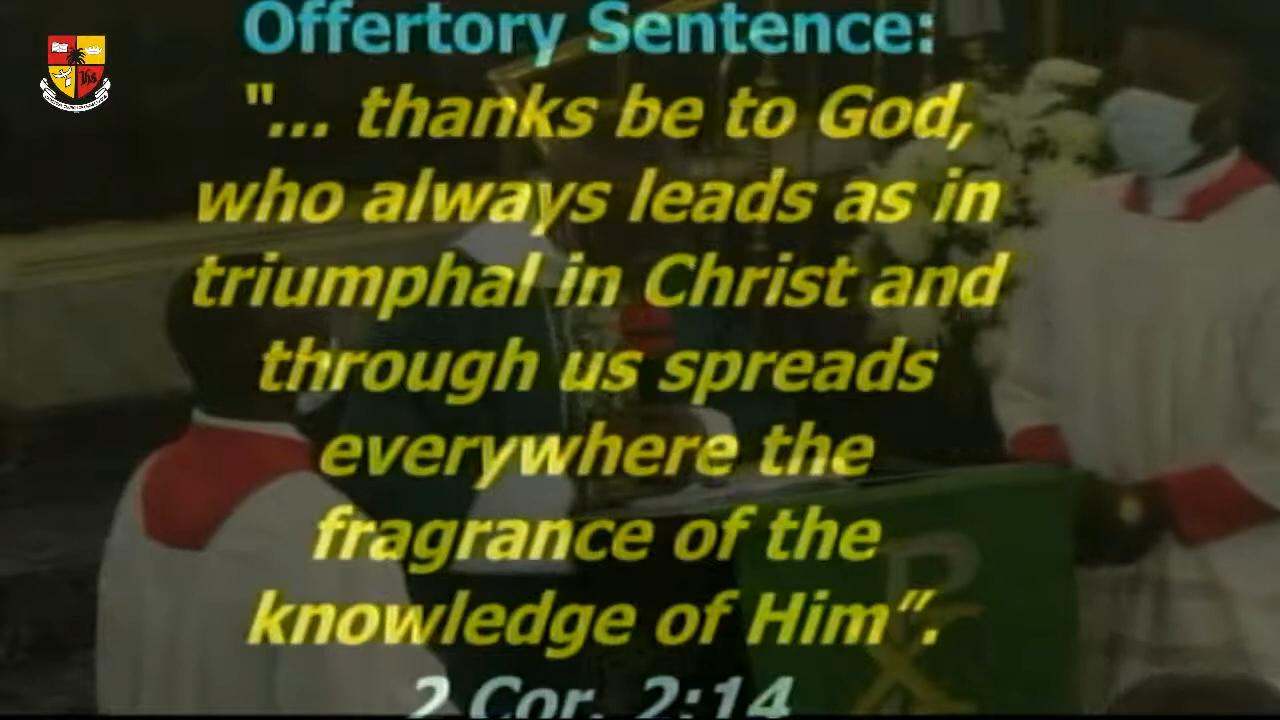 Offertory Sentence:
"... thanks be to God,
who always leads as in
triumphal in Christ and
through us spreads
everywhere the
fragrance of the
knowledge of Him”.
2 Cor. 2:14
Ihs